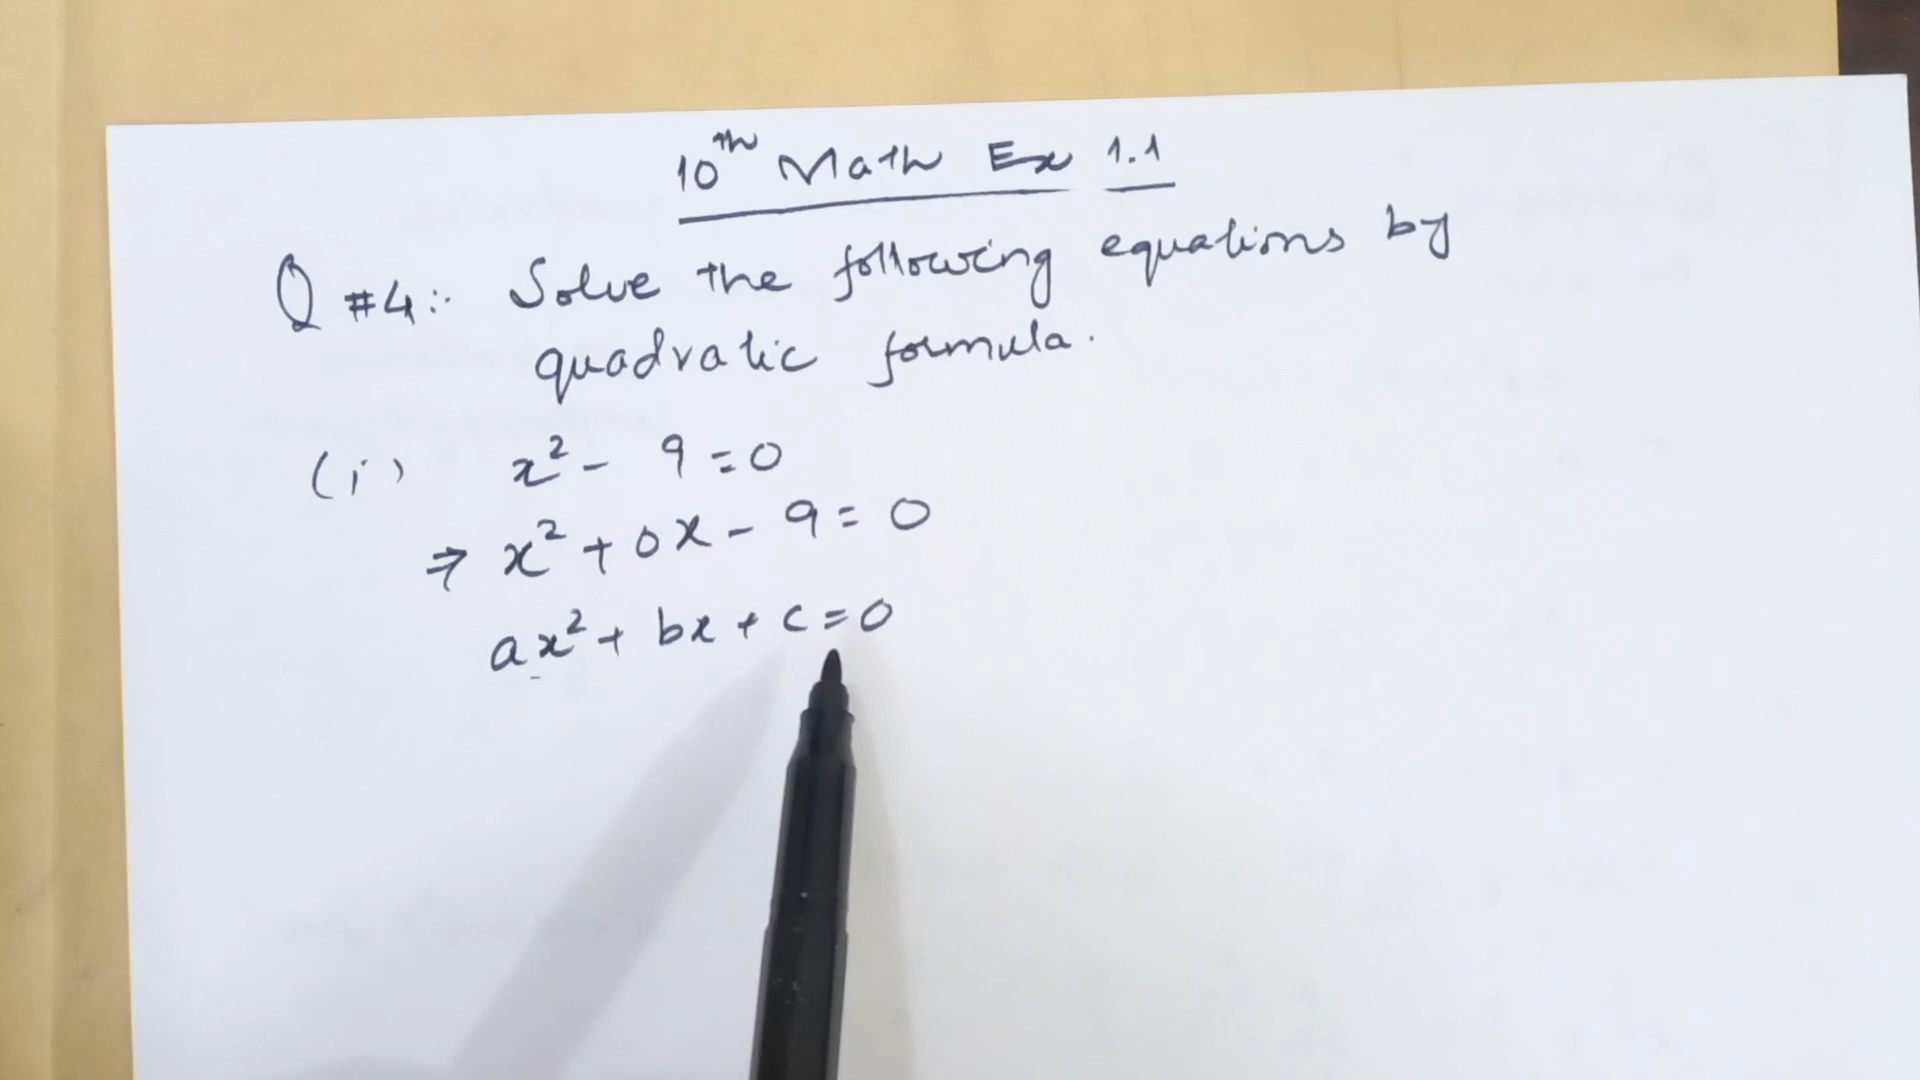 10th Math Ex 1.1
Q #4:. Solve the following equations by
quadratic formula.
(i) x² - 9 = 0
⇒ x² + 0x - 9 = 0
ax² + bx + c = 0